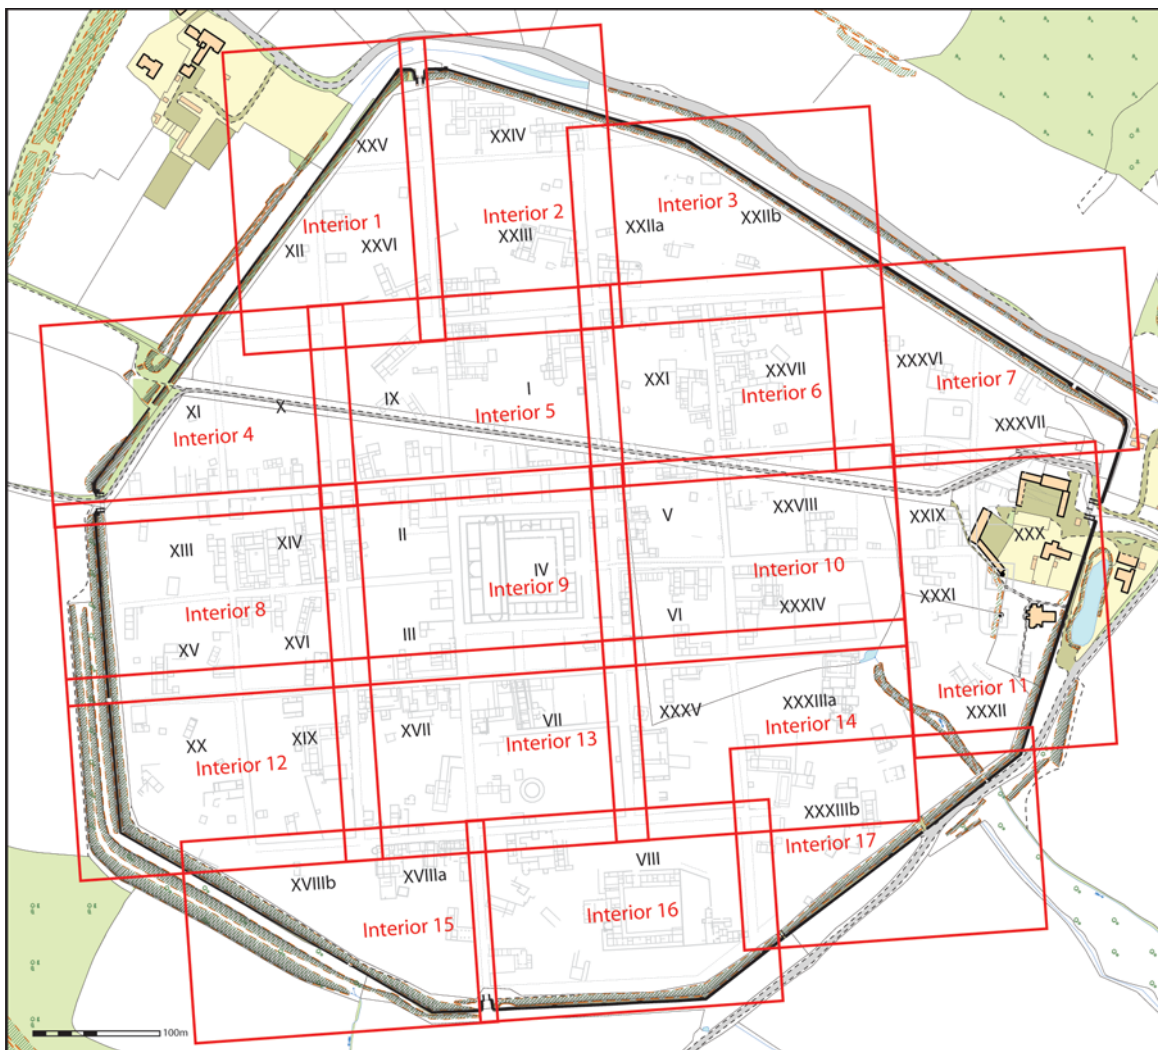 XXIV
XXV
Interior 3
Interior 2
Interior 1
XXIIa
XXIIb
XXIII
XII
XXVI
XXXVI
XXVII
XXI
Interior 7
IX
I
Interior 6
X
XI
Interior 5
XXXVII
Interior 4
XXVIII
V
XXIX
II
XXX
XIV
XIII
IV
Interior 10
Interior 9
XXXI
Interior 8
XXXIV
VI
III
XVI
XV
Interior 11
XXXII
XXXIIIa
XXXV
Interior 14
VII
XVII
XIX
XX
Interior 13
Interior 12
XXXIIIb
Interior 17
VIII
XVIIIa
XVIIIb
Interior 16
Interior 15
100m